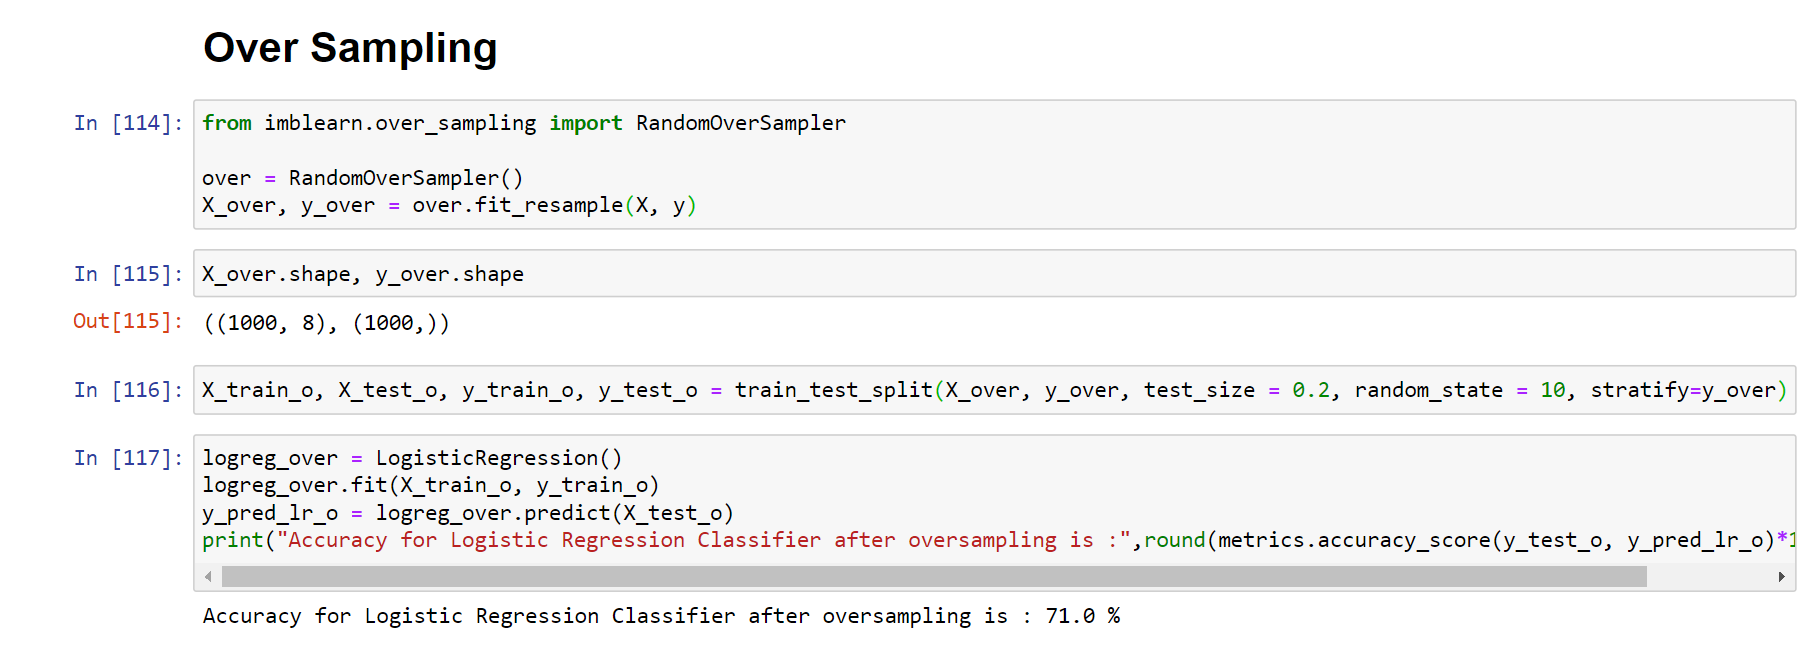 Over Sampling
In [114]: from imblearn.over_sampling import RandomOverSampler
over = RandomOverSampler()
X_over, y_over = over.fit_resample(X, y)
In [115]: X_over.shape, y_over.shape
Out[115]: ((1000, 8), (1000,))
In [116]: X_train_o, X_test_o, y_train_o, y_test_o = train_test_split(X_over, y_over, test_size = 0.2, random_state = 10, stratify=y_over)
In [117]: logreg_over = LogisticRegression()
logreg_over.fit(X_train_o, y_train_o)
y_pred_lr_o = logreg_over.predict(X_test_o)
print("Accuracy for Logistic Regression Classifier after oversampling is :",round(metrics.accuracy_score(y_test_o, y_pred_lr_o)*1
Accuracy for Logistic Regression Classifier after oversampling is : 71.0 %